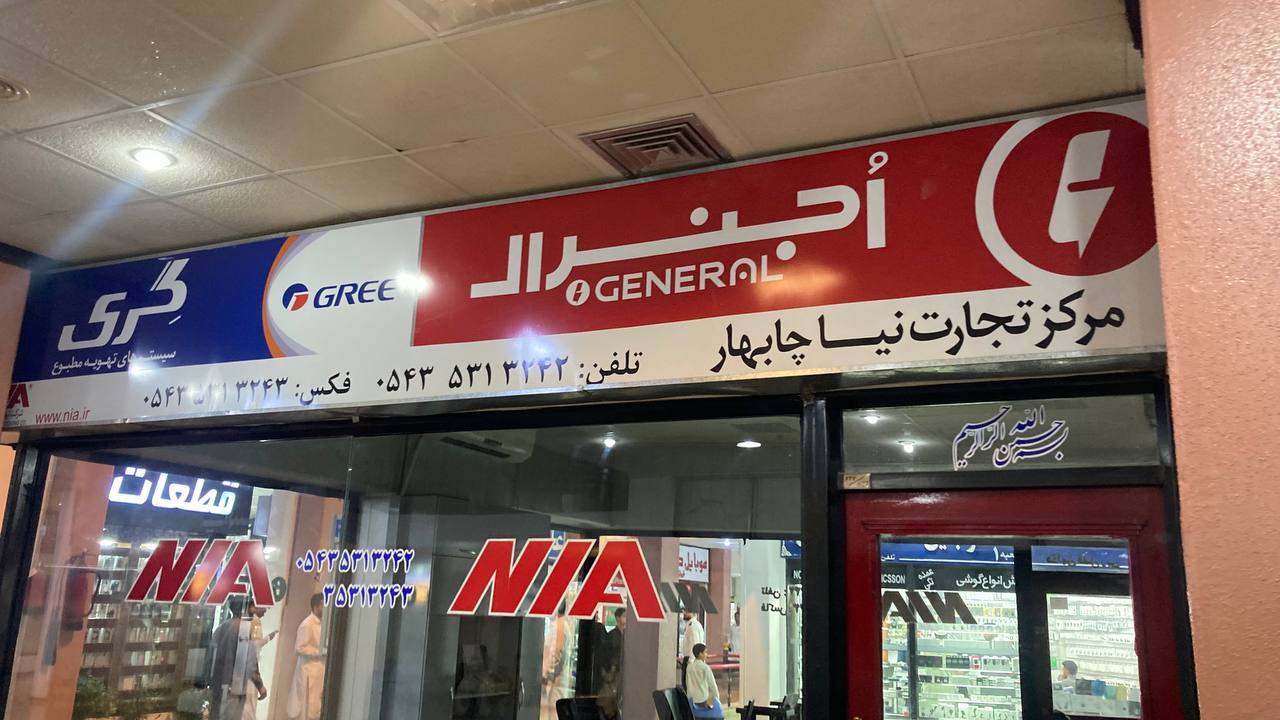 اُجنرال
GENERAL
GREE
گِری
سیستم های تهویه مطبوع
مرکز تجارت نیا چابهار
تلفن: ۳۲۴۲ ۵۳۱ ۰۵۴۳
فکس: ۳۲۴۳ ۵۳۱ ۰۵۴۳
www.nia.ir
بسم الله الرحمن الرحیم
قطعات
NIA
۰۵۴۳۵۳۱۳۲۴۲
۳۵۳۱۳۲۴۳
NIA